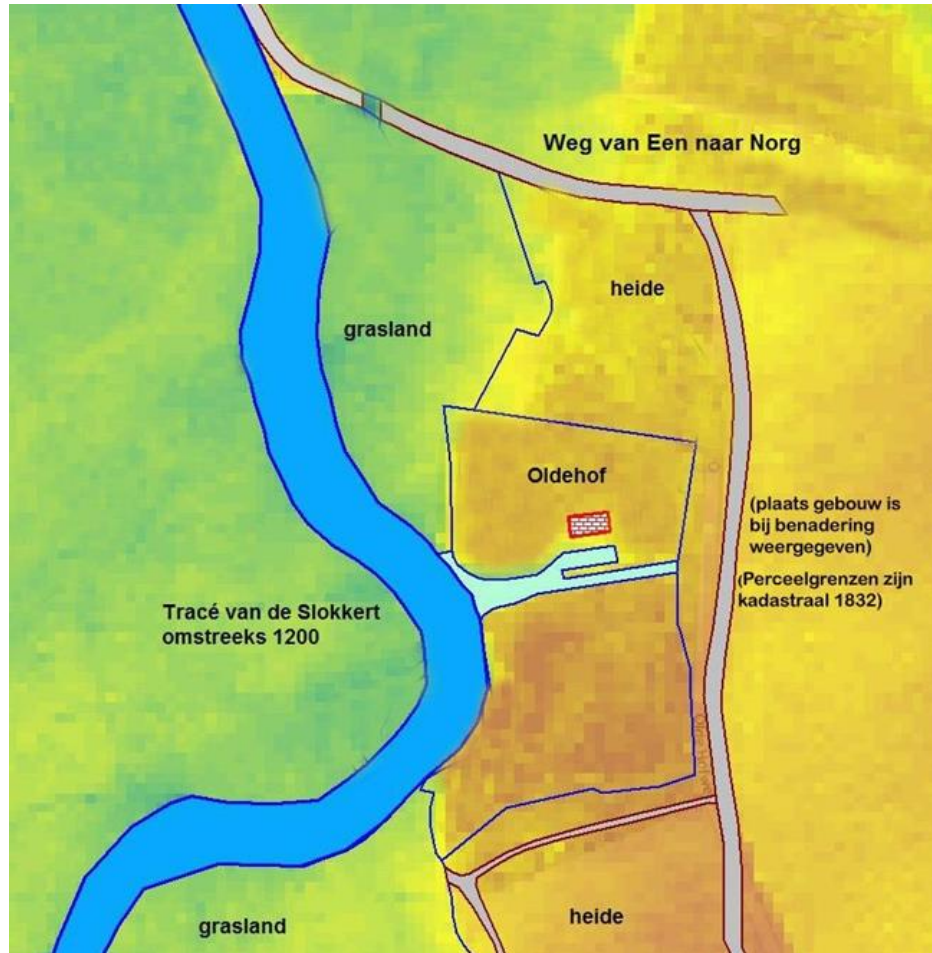 Weg van Een naar Norg
heide
grasland
Oldehof
(plaats gebouw is
bij benadering
weergegeven)
(Perceelgrenzen zijn
kadastraal 1832)
Tracé van de Slokkert
omstreeks 1200
heide
grasland